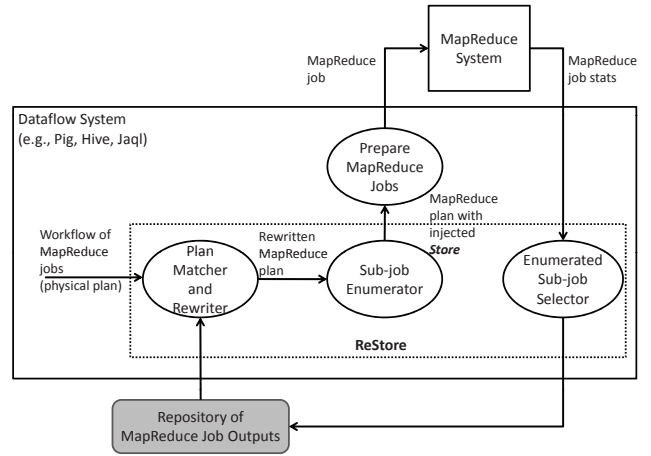 MapReduce
System
MapReduce
job
MapReduce
job stats
Dataflow System
(e.g., Pig, Hive, Jaql)
Prepare
MapReduce
Jobs
MapReduce
plan with
injected
Store
Workflow of
MapReduce
jobs
(physical plan)
Plan
Matcher
and
Rewriter
Rewritten
MapReduce
plan
Sub-job
Enumerator
Enumerated
Sub-job
Selector
ReStore
Repository of
MapReduce Job Outputs